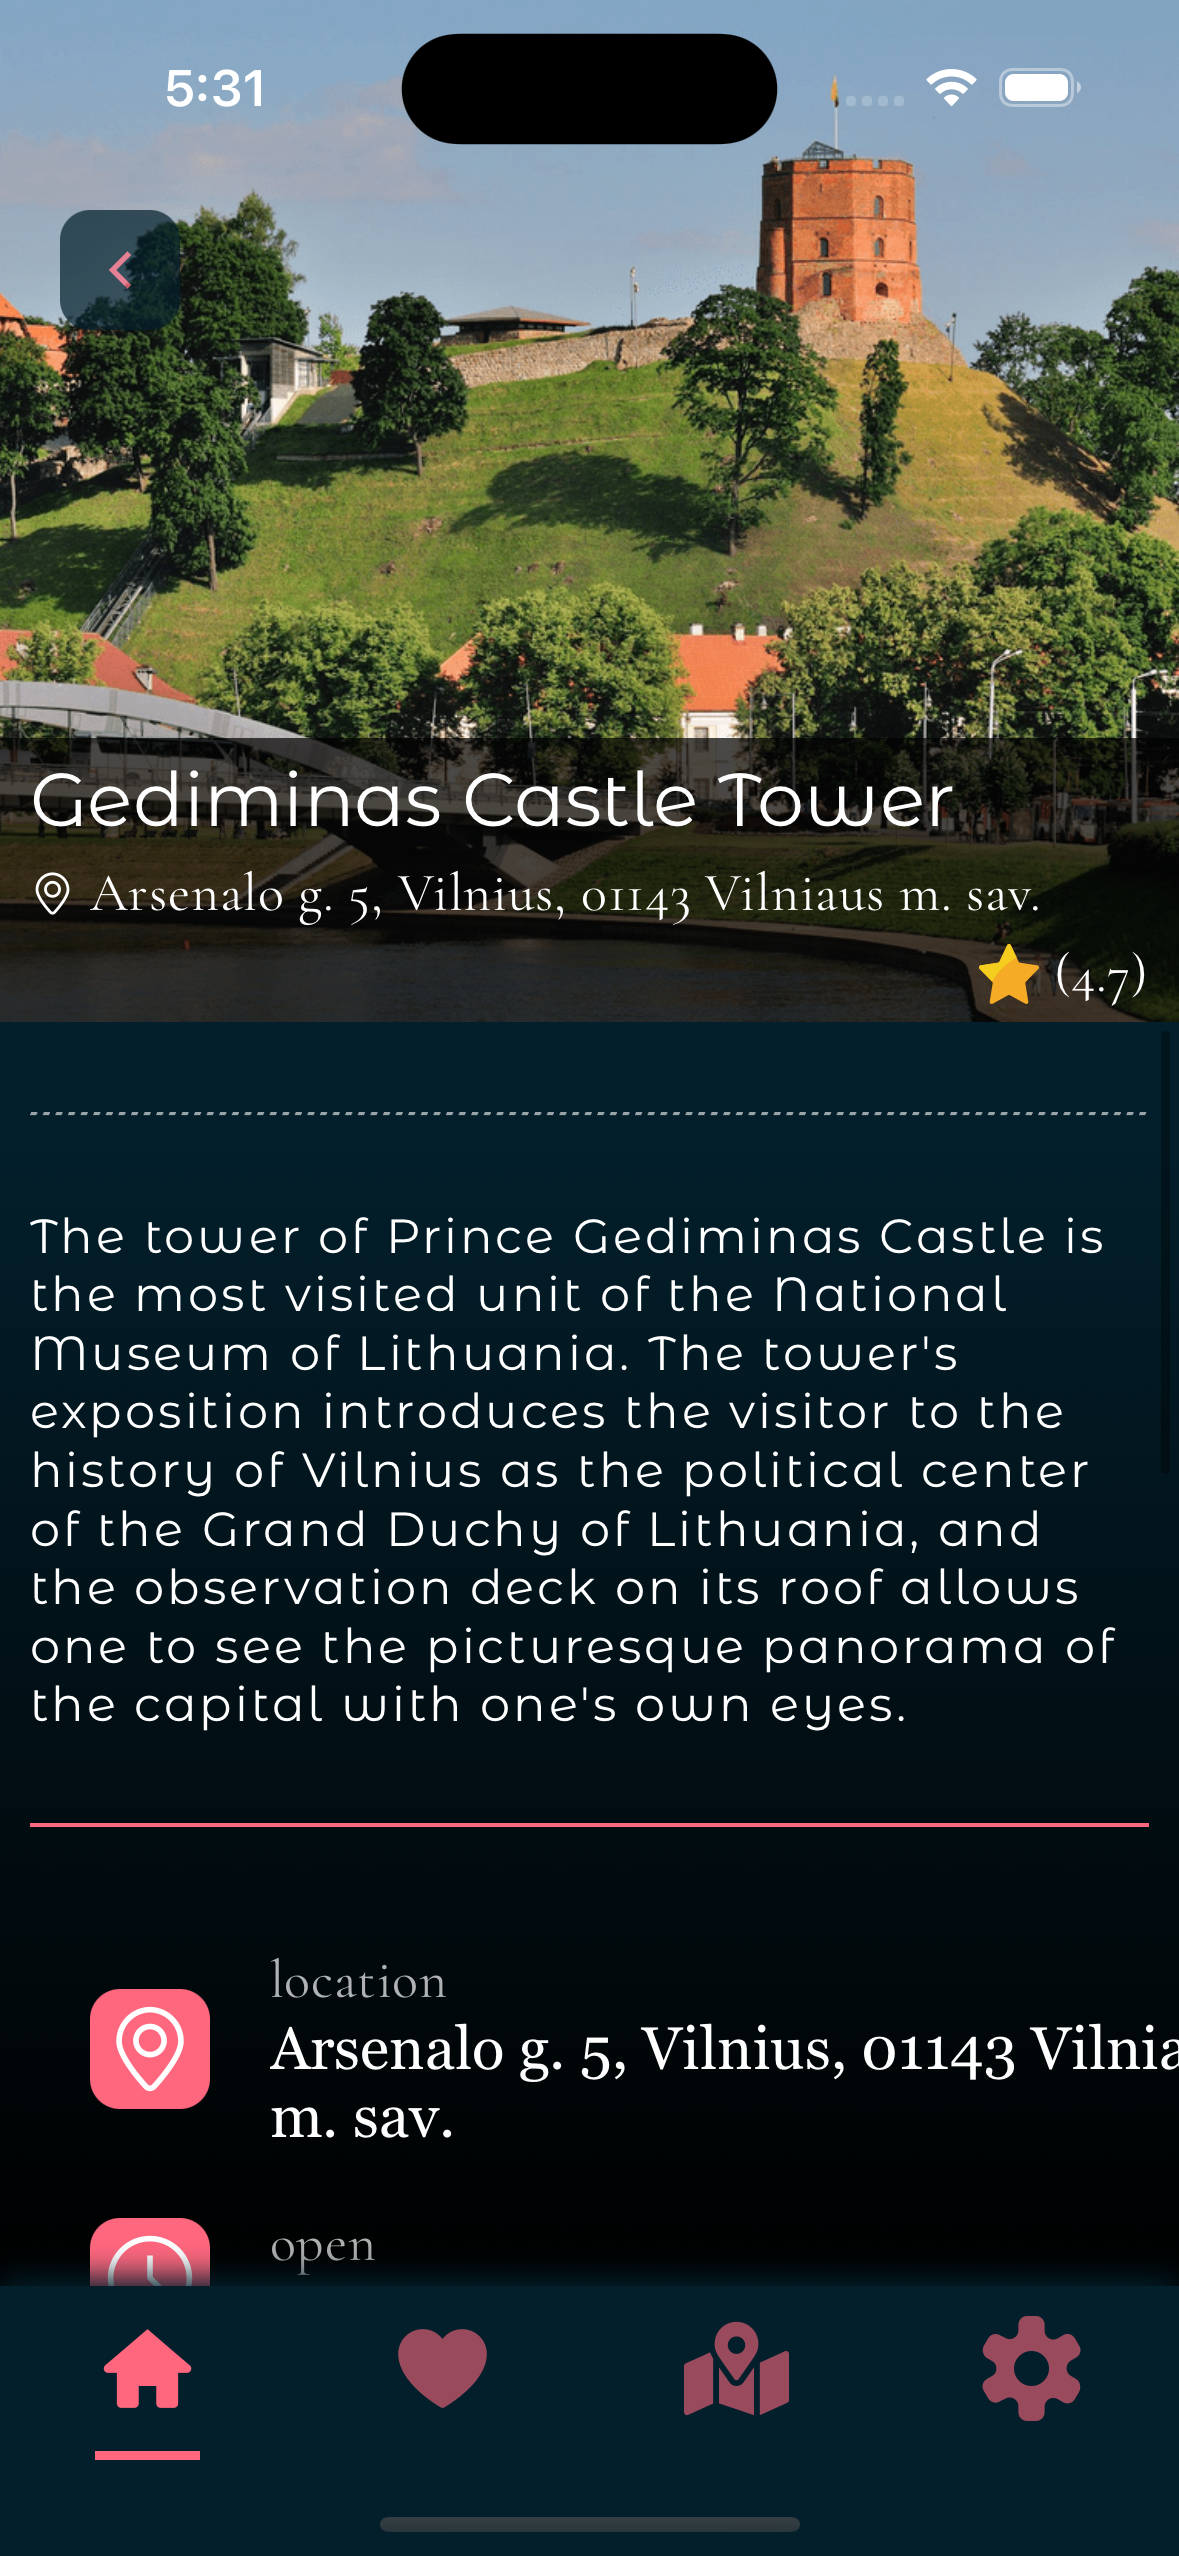 5:31
Gediminas Castle Tower
Arsenalo g. 5, Vilnius, 01143 Vilniaus m. sav.
(4.7)
The tower of Prince Gediminas Castle is
the most visited unit of the National
Museum of Lithuania. The tower's
exposition introduces the visitor to the
history of Vilnius as the political center
of the Grand Duchy of Lithuania, and
the observation deck on its roof allows
one to see the picturesque panorama of
the capital with one's own eyes.
location
Arsenalo g. 5, Vilnius, 01143 Vilnia
m. sav.
open